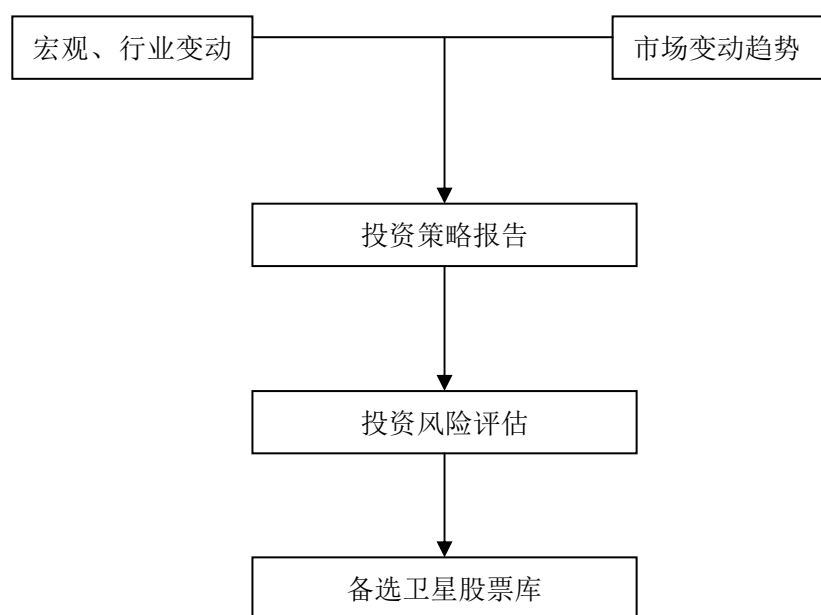 宏观、行业变动
市场变动趋势
投资策略报告
投资风险评估
备选卫星股票库